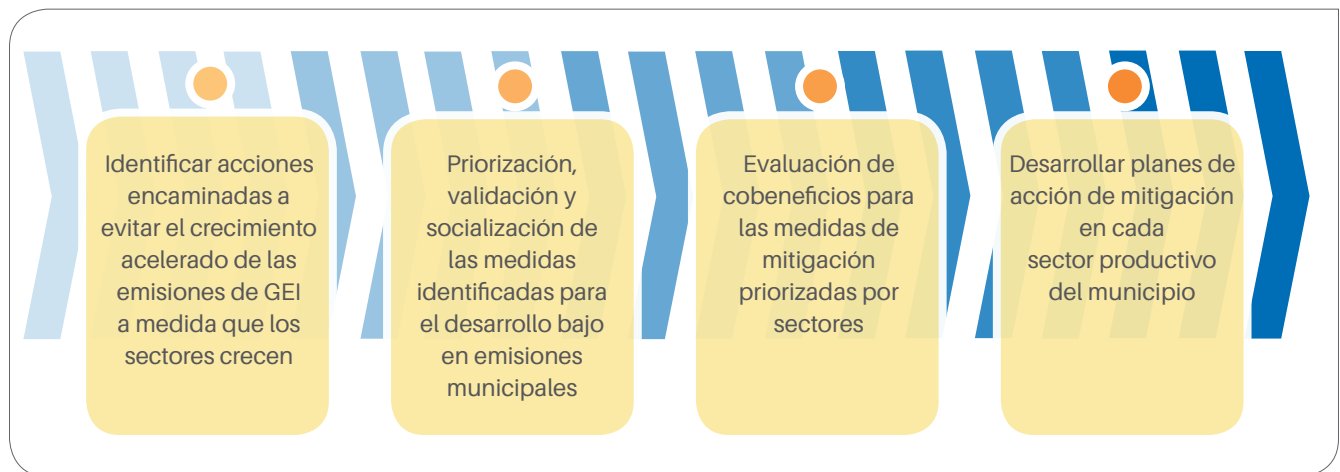 Identificar acciones
encaminadas a
evitar el crecimiento
acelerado de las
emisiones de GEI
a medida que los
sectores crecen
Priorización,
validación y
socialización de
las medidas
identificadas para
el desarrollo bajo
en emisiones
municipales
Evaluación de
cobeneficios para
las medidas de
mitigación
priorizadas por
sectores
Desarrollar planes de
acción de mitigación
en cada
sector productivo
del municipio